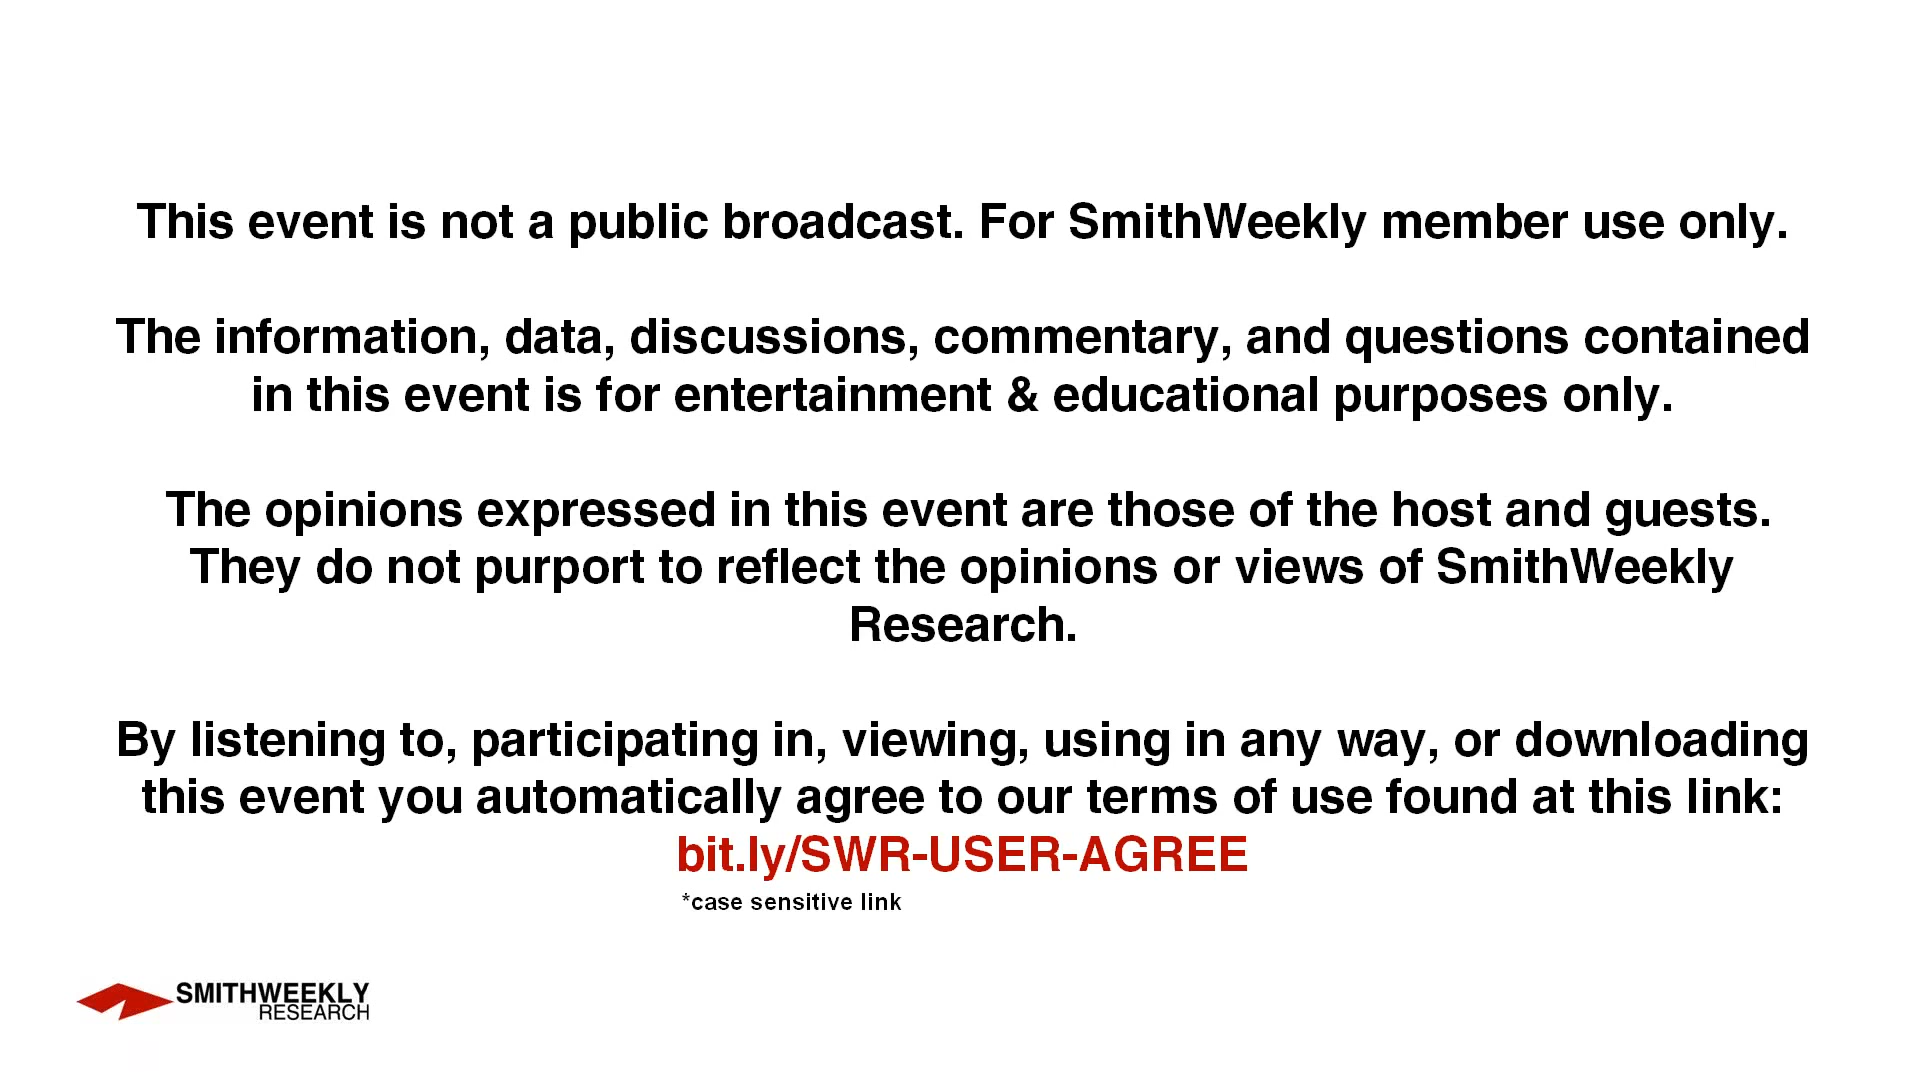 This event is not a public broadcast. For SmithWeekly member use only.
The information, data, discussions, commentary, and questions contained
in this event is for entertainment & educational purposes only.
The opinions expressed in this event are those of the host and guests.
They do not purport to reflect the opinions or views of SmithWeekly
Research.
By listening to, participating in, viewing, using in any way, or downloading
this event you automatically agree to our terms of use found at this link:
bit.ly/SWR-USER-AGREE
*case sensitive link
SMITHWEEKLY
RESEARCH